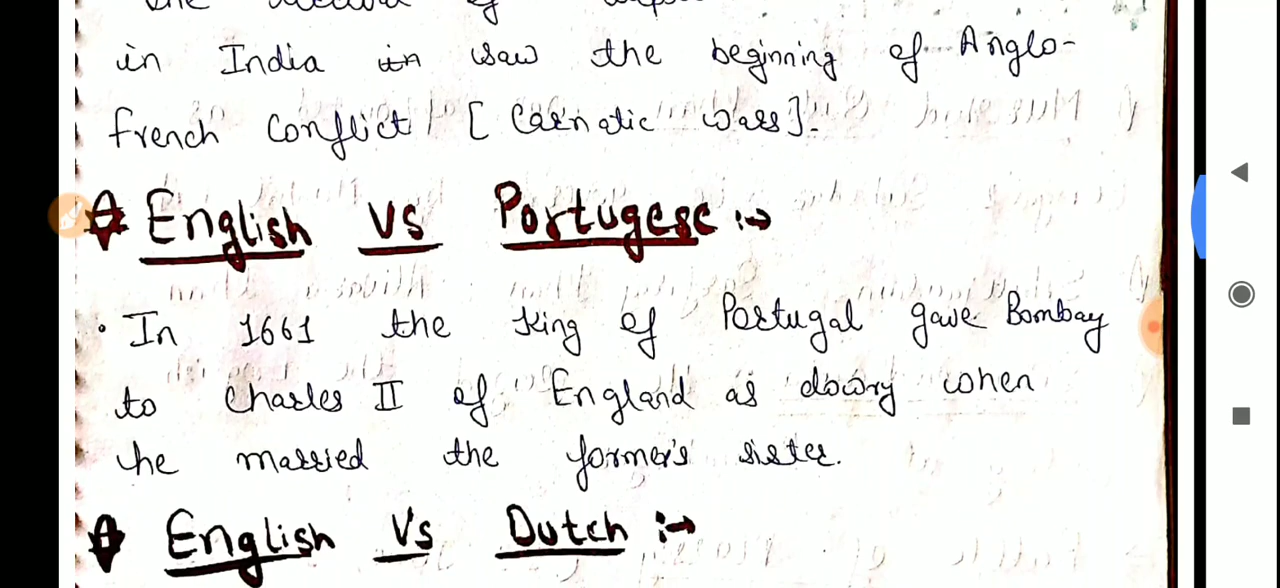 in India in saw the beginning of Anglo-
french Conflict [ Carnatic Wars].
English VS Portugese :→
• In 1661 the King of Portugal gave Bombay
to Charles II of England as dowry when
he married the former's sister.
English Vs Dutch :→